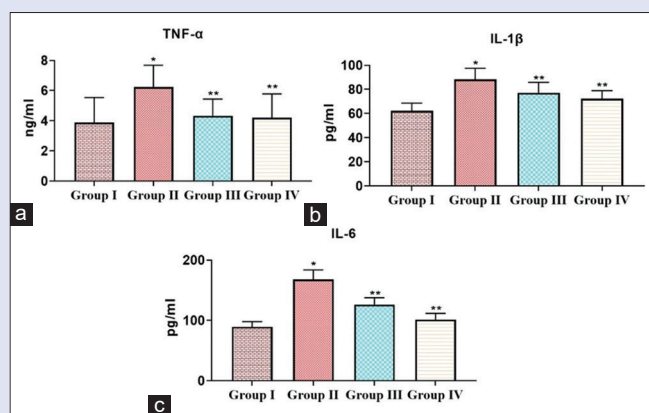 TNF-α
ng/ml
8
6
4
2
0
* ** **
Group I Group II Group III Group IV
a
IL-1β
pg/ml
100
80
60
40
20
0
* ** **
Group I Group II Group III Group IV
b
IL-6
pg/ml
200
100
0
* ** **
Group I Group II Group III Group IV
c